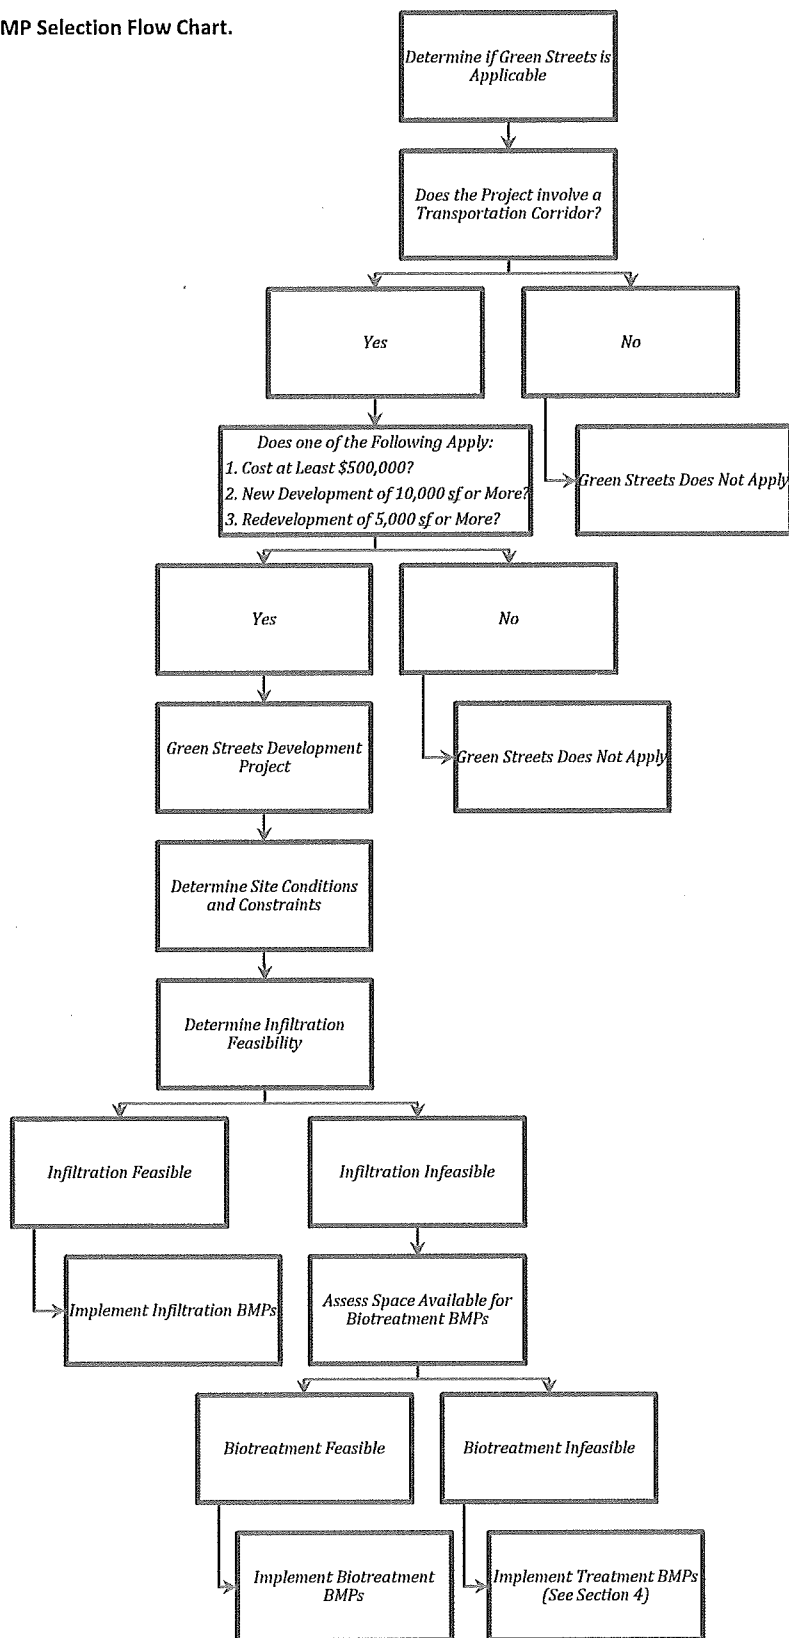 MP Selection Flow Chart.
Determine if Green Streets is
Applicable
Does the Project involve a
Transportation Corridor?
Yes
No
Does one of the Following Apply:
1. Cost at Least $500,000?
2. New Development of 10,000 sf or More?
3. Redevelopment of 5,000 sf or More?
Green Streets Does Not Apply
Yes
No
Green Streets Development
Project
Green Streets Does Not Apply
Determine Site Conditions
and Constraints
Determine Infiltration
Feasibility
Infiltration Feasible
Infiltration Infeasible
Implement Infiltration BMPs
Assess Space Available for
Biotreatment BMPs
Biotreatment Feasible
Biotreatment Infeasible
Implement Biotreatment
BMPs
Implement Treatment BMPs
(See Section 4)